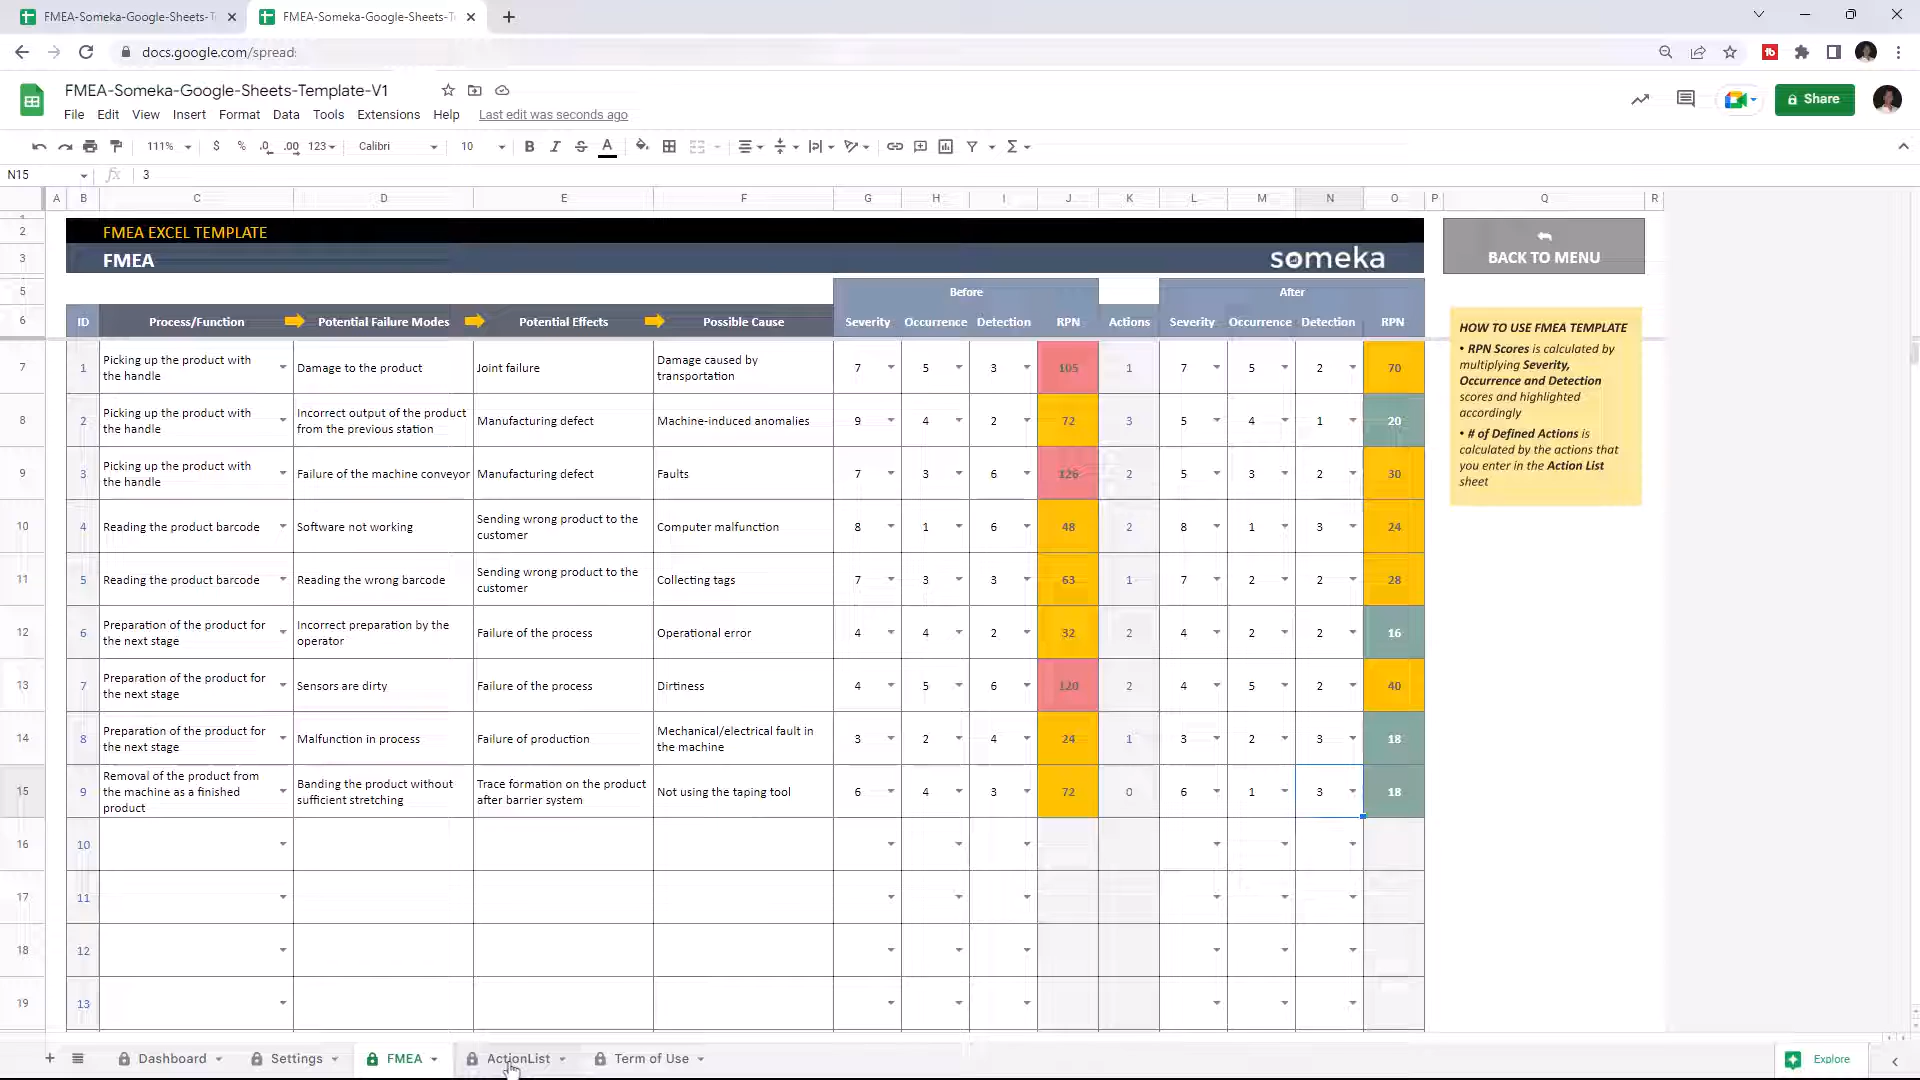 FMEA-Someka-Google-Sheets-T
FMEA-Someka-Google-Sheets-T
docs.google.com/spread
FMEA-Someka-Google-Sheets-Template-V1
File Edit View Insert Format Data Tools Extensions Help Last edit was seconds ago
Share
111% $ % .0 .00 123 Calibri 10 B I S A
N15 fx 3
A B C D E F G H I J K L M N O P Q R
2 FMEA EXCEL TEMPLATE
3 FMEA someka
BACK TO MENU
5 Before After
6 ID Process/Function Potential Failure Modes Potential Effects Possible Cause Severity Occurrence Detection RPN Actions Severity Occurrence Detection RPN
7 1 Picking up the product with the handle Damage to the product Joint failure Damage caused by transportation 7 5 3 105 1 7 5 2 70
8 2 Picking up the product with the handle Incorrect output of the product from the previous station Manufacturing defect Machine-induced anomalies 9 4 2 72 3 5 4 1 20
9 3 Picking up the product with the handle Failure of the machine conveyor Manufacturing defect Faults 7 3 6 126 2 5 3 2 30
10 4 Reading the product barcode Software not working Sending wrong product to the customer Computer malfunction 8 1 6 48 2 8 1 3 24
11 5 Reading the product barcode Reading the wrong barcode Sending wrong product to the customer Collecting tags 7 3 3 63 1 7 2 2 28
12 6 Preparation of the product for the next stage Incorrect preparation by the operator Failure of the process Operational error 4 4 2 32 2 4 2 2 16
13 7 Preparation of the product for the next stage Sensors are dirty Failure of the process Dirtiness 4 5 6 120 2 4 5 2 40
14 8 Preparation of the product for the next stage Malfunction in process Failure of production Mechanical/electrical fault in the machine 3 2 4 24 1 3 2 3 18
15 9 Removal of the product from the machine as a finished product Banding the product without sufficient stretching Trace formation on the product after barrier system Not using the taping tool 6 4 3 72 0 6 1 3 18
16 10
17 11
18 12
19 13
HOW TO USE FMEA TEMPLATE
• RPN Scores is calculated by
multiplying Severity,
Occurrence and Detection
scores and highlighted
accordingly
• # of Defined Actions is
calculated by the actions that
you enter in the Action List
sheet
Dashboard Settings FMEA ActionList Term of Use
Explore